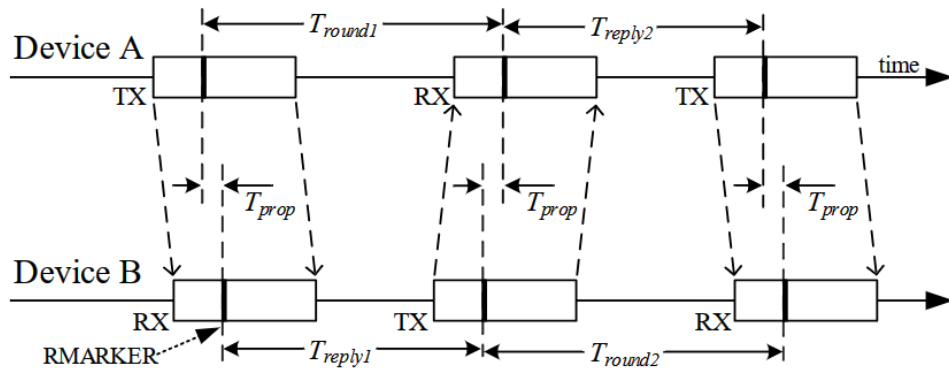 Tround1
Treply2
Device A
time
TX
RX
TX
Tprop
Tprop
Tprop
Device B
RX
TX
RX
RMARKER
Treply1
Tround2